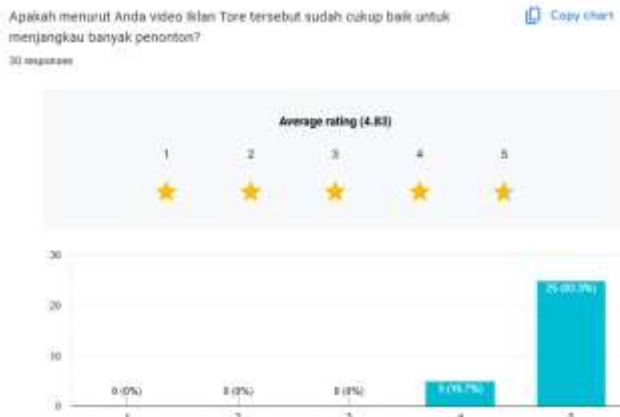 Apakah menurut Anda video Iklan Tore tersebut sudah cukup baik untuk
menjangkau banyak penonton?
Copy chart
30 responses
Average rating (4.83)
1 2 3 4 5
30
20
10
0
0 (0%) 0 (0%) 0 (0%) 5 (16.7%) 25 (83.3%)
1 2 3 4 5